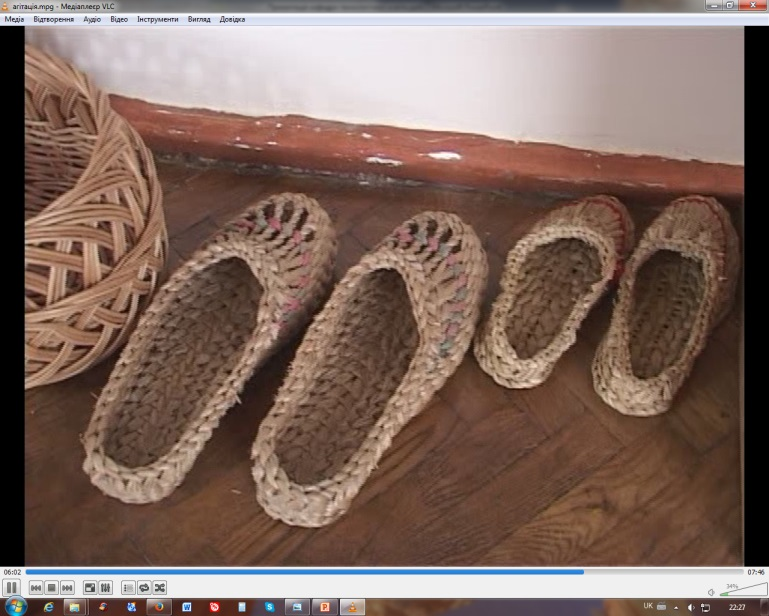 агітація.mpg - Медіаплеєр VLC
Медіа Відтворення Аудіо Відео Інструменти Вигляд Довідка
06:02 07:46
34%
UK 22:27